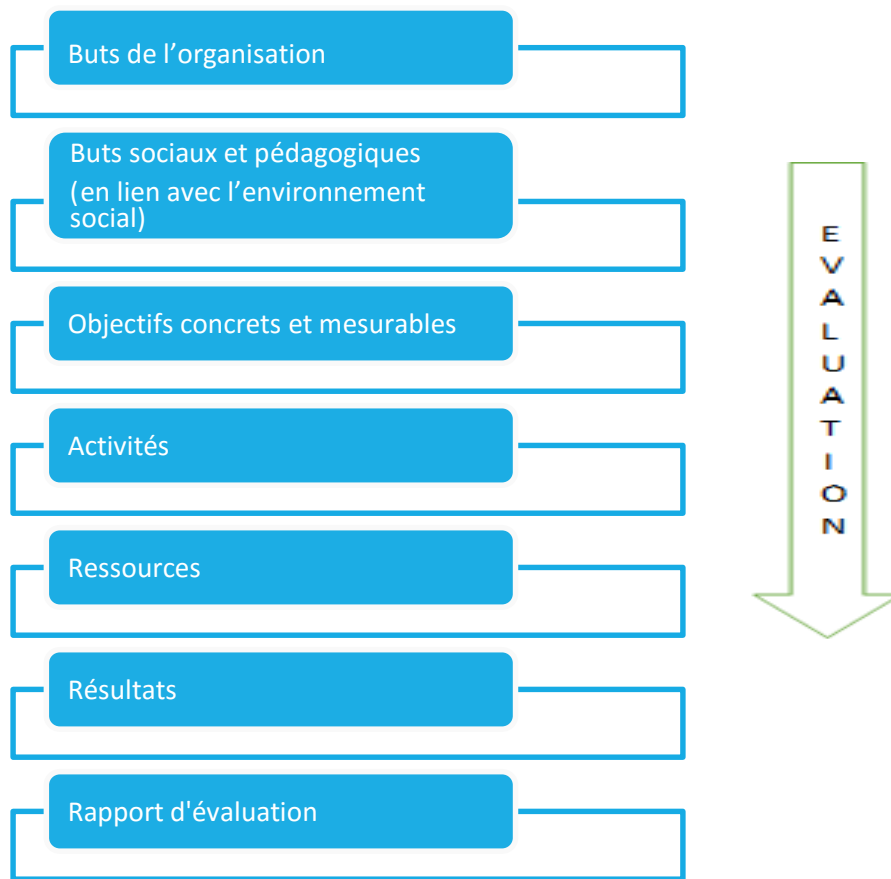 Buts de l’organisation
Buts sociaux et pédagogiques
(en lien avec l’environnement
social)
Objectifs concrets et mesurables
Activités
Ressources
Résultats
Rapport d'évaluation
E
V
A
L
U
A
T
I
O
N